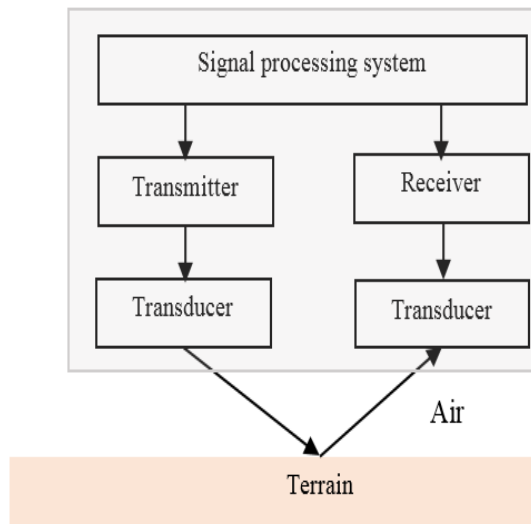 Signal processing system
Transmitter
Receiver
Transducer
Transducer
Air
Terrain